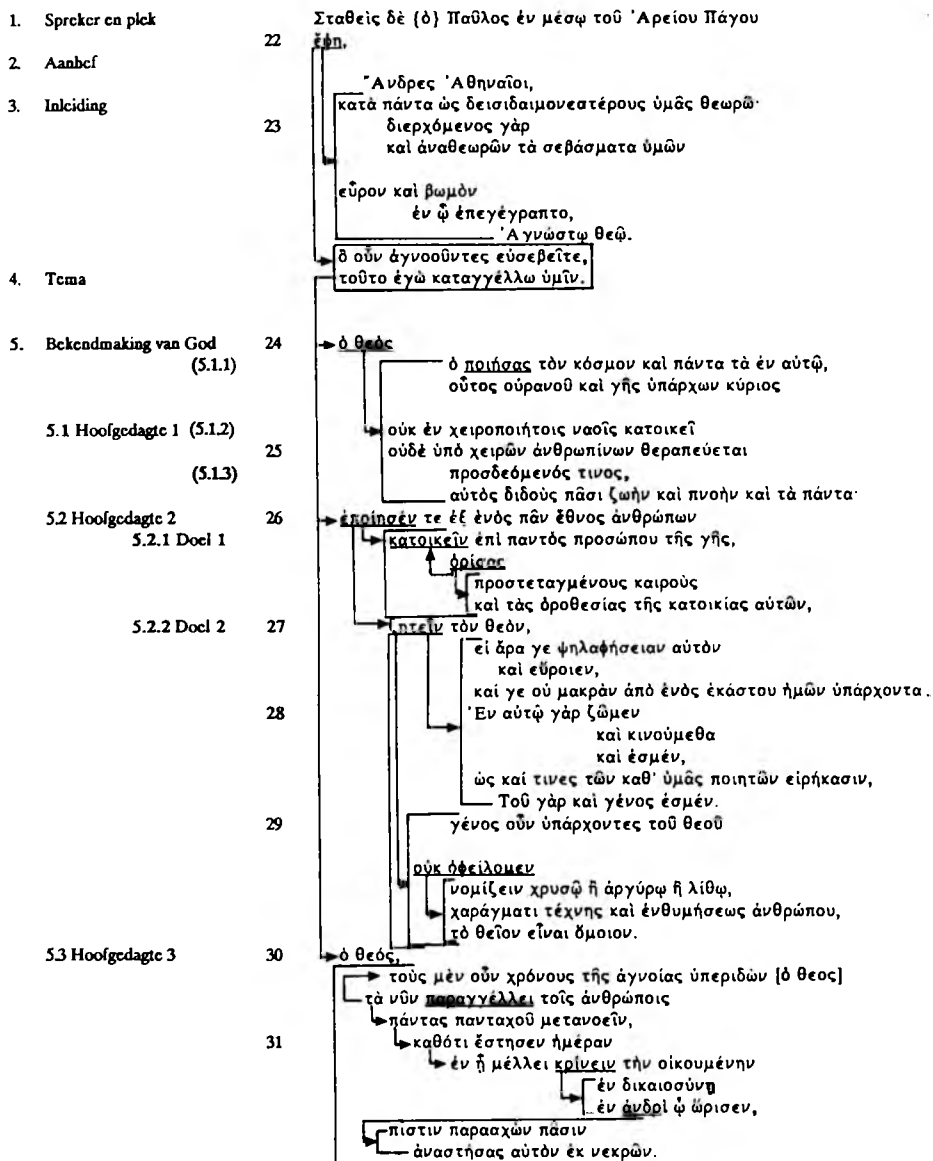 1. Spreker en plek Σταθεὶς δὲ {ὁ} Παῦλος ἐν μέσῳ τοῦ Ἀρείου Πάγου
22 ἔφη,
2. Aanhef
Ἄνδρες Ἀθηναῖοι,
3. Inleiding κατὰ πάντα ὡς δεισιδαιμονεστέρους ὑμᾶς θεωρῶ·
23 διερχόμενος γὰρ
καὶ ἀναθεωρῶν τὰ σεβάσματα ὑμῶν
εὗρον καὶ βωμὸν
ἐν ᾧ ἐπεγέγραπτο,
Ἀγνώστῳ θεῷ.
ὃ οὖν ἀγνοοῦντες εὐσεβεῖτε,
4. Tema τοῦτο ἐγὼ καταγγέλλω ὑμῖν.
5. Bekendmaking van God 24 ὁ θεὸς
(5.1.1) ὁ ποιήσας τὸν κόσμον καὶ πάντα τὰ ἐν αὐτῷ,
οὗτος οὐρανοῦ καὶ γῆς ὑπάρχων κύριος
5.1 Hoofgedagte 1 (5.1.2) οὐκ ἐν χειροποιήτοις ναοῖς κατοικεῖ
25 οὐδὲ ὑπὸ χειρῶν ἀνθρωπίνων θεραπεύεται
(5.1.3) προσδεόμενός τινος,
αὐτὸς διδοὺς πᾶσι ζωὴν καὶ πνοὴν καὶ τὰ πάντα·
5.2 Hoofgedagte 2 26 ἐποίησέν τε ἐξ ἑνὸς πᾶν ἔθνος ἀνθρώπων
5.2.1 Doel 1 κατοικεῖν ἐπὶ παντὸς προσώπου τῆς γῆς,
ὁρίσας
προστεταγμένους καιροὺς
καὶ τὰς ὁροθεσίας τῆς κατοικίας αὐτῶν,
5.2.2 Doel 2 27 ζητεῖν τὸν θεὸν,
εἰ ἄρα γε ψηλαφήσειαν αὐτὸν
καὶ εὕροιεν,
καί γε οὐ μακρὰν ἀπὸ ἑνὸς ἑκάστου ἡμῶν ὑπάρχοντα.
28 Ἐν αὐτῷ γὰρ ζῶμεν
καὶ κινούμεθα
καὶ ἐσμέν,
ὡς καί τινες τῶν καθ' ὑμᾶς ποιητῶν εἰρήκασιν,
Τοῦ γὰρ καὶ γένος ἐσμέν.
29 γένος οὖν ὑπάρχοντες τοῦ θεοῦ
οὐκ ὀφείλομεν
νομίζειν χρυσῷ ἢ ἀργύρῳ ἢ λίθῳ,
χαράγματι τέχνης καὶ ἐνθυμήσεως ἀνθρώπου,
τὸ θεῖον εἶναι ὅμοιον.
5.3 Hoofgedagte 3 30 ὁ θεός,
τοὺς μὲν οὖν χρόνους τῆς ἀγνοίας ὑπεριδὼν [ὁ θεος]
τὰ νῦν παραγγέλλει τοῖς ἀνθρώποις
πάντας πανταχοῦ μετανοεῖν,
31 καθότι ἔστησεν ἡμέραν
ἐν ᾗ μέλλει κρίνειν τὴν οἰκουμένην
ἐν δικαιοσύνῃ
ἐν ἀνδρὶ ᾧ ὥρισεν,
πιστιν παρααχὼν πᾶσιν
ἀναστήσας αὐτὸν ἐκ νεκρῶν.